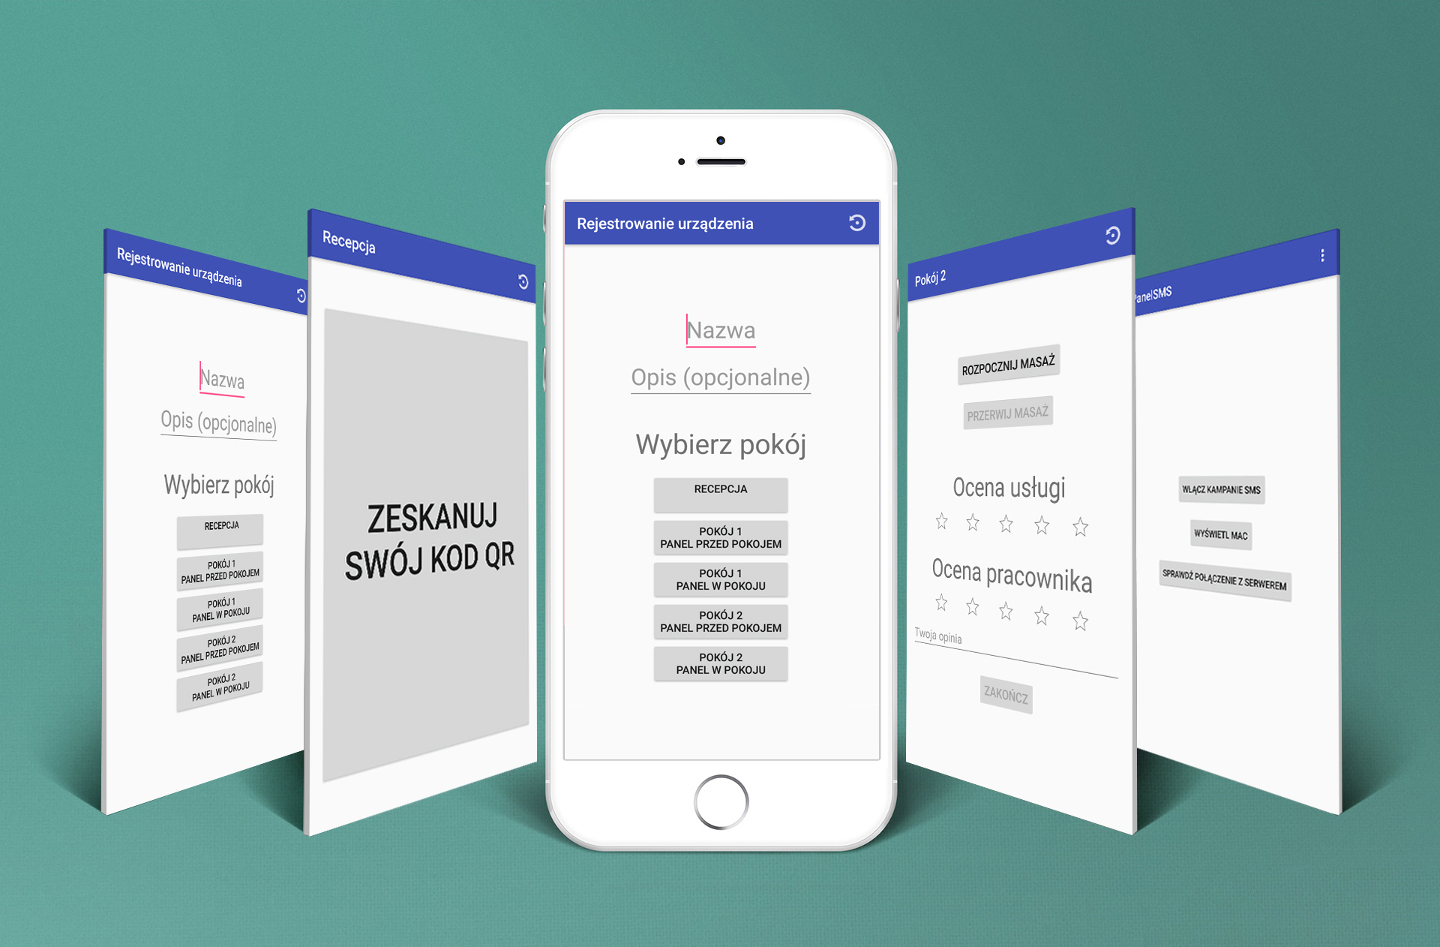 Rejestrowanie urządzenia
Nazwa
Opis (opcjonalne)
Wybierz pokój
RECEPCJA
POKÓJ 1
PANEL PRZED POKOJEM
POKÓJ 1
PANEL W POKOJU
POKÓJ 2
PANEL PRZED POKOJEM
POKÓJ 2
PANEL W POKOJU
Recepcja
ZESKANUJ
SWÓJ KOD QR
Rejestrowanie urządzenia
Nazwa
Opis (opcjonalne)
Wybierz pokój
RECEPCJA
POKÓJ 1
PANEL PRZED POKOJEM
POKÓJ 1
PANEL W POKOJU
POKÓJ 2
PANEL PRZED POKOJEM
POKÓJ 2
PANEL W POKOJU
Pokój 2
ROZPOCZNIJ MASAŻ
PRZERWIJ MASAŻ
Ocena usługi
Ocena pracownika
Twoja opinia
ZAKOŃCZ
PanelSMS
WŁĄCZ KAMPANIE SMS
WYŚWIETL MAC
SPRAWDŹ POŁĄCZENIE Z SERWEREM